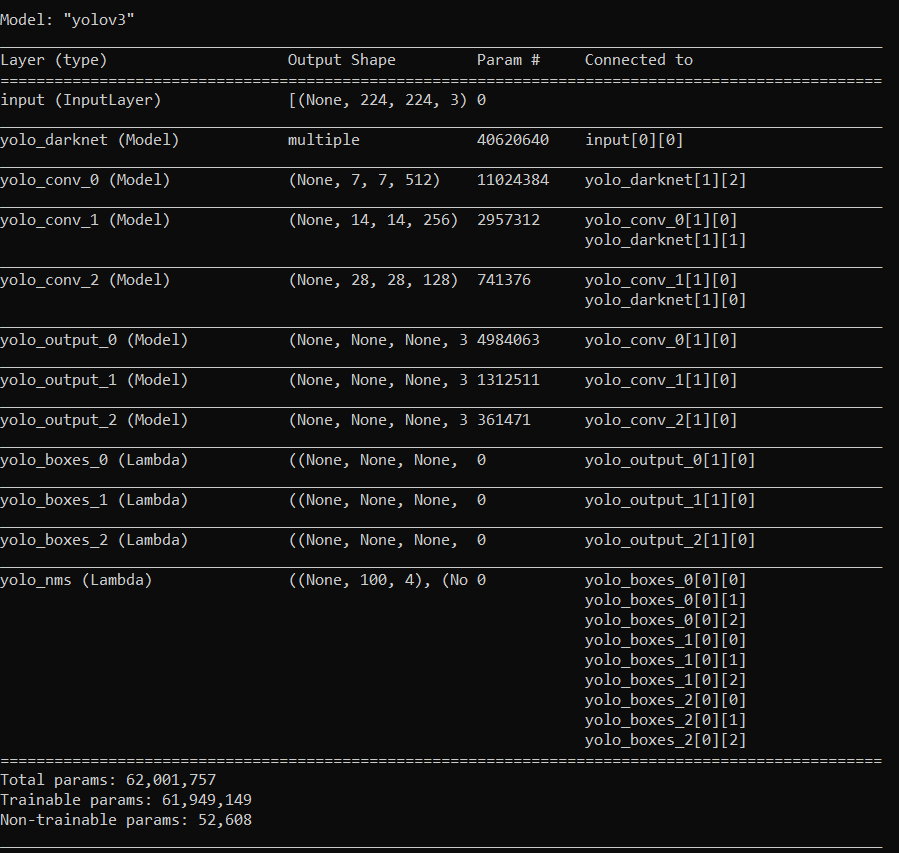 Model: "yolov3"
Layer (type) Output Shape Param # Connected to
input (InputLayer) [(None, 224, 224, 3) 0
yolo_darknet (Model) multiple 40620640 input[0][0]
yolo_conv_0 (Model) (None, 7, 7, 512) 11024384 yolo_darknet[1][2]
yolo_conv_1 (Model) (None, 14, 14, 256) 2957312 yolo_conv_0[1][0]
yolo_darknet[1][1]
yolo_conv_2 (Model) (None, 28, 28, 128) 741376 yolo_conv_1[1][0]
yolo_darknet[1][0]
yolo_output_0 (Model) (None, None, None, 3 4984063 yolo_conv_0[1][0]
yolo_output_1 (Model) (None, None, None, 3 1312511 yolo_conv_1[1][0]
yolo_output_2 (Model) (None, None, None, 3 361471 yolo_conv_2[1][0]
yolo_boxes_0 (Lambda) ((None, None, None, 0 yolo_output_0[1][0]
yolo_boxes_1 (Lambda) ((None, None, None, 0 yolo_output_1[1][0]
yolo_boxes_2 (Lambda) ((None, None, None, 0 yolo_output_2[1][0]
yolo_nms (Lambda) ((None, 100, 4), (No 0 yolo_boxes_0[0][0]
yolo_boxes_0[0][1]
yolo_boxes_0[0][2]
yolo_boxes_1[0][0]
yolo_boxes_1[0][1]
yolo_boxes_1[0][2]
yolo_boxes_2[0][0]
yolo_boxes_2[0][1]
yolo_boxes_2[0][2]
Total params: 62,001,757
Trainable params: 61,949,149
Non-trainable params: 52,608